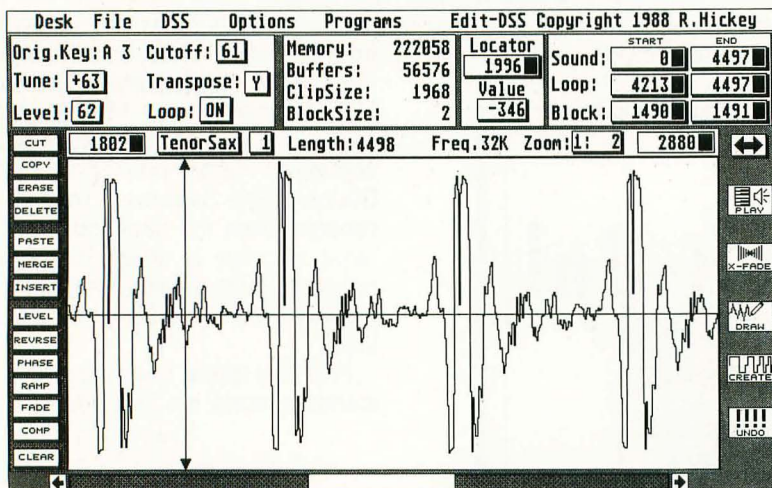 Desk File DSS Options Programs Edit-DSS Copyright 1988 R.Hickey
Orig.Key: A 3 Cutoff: 61
Tune: +63 Transpose: Y
Level: 62 Loop: ON
Memory: 222058
Buffers: 56576
ClipSize: 1968
BlockSize: 2
Locator
1996
Value
-346
START END
Sound: 0 4497
Loop: 4213 4497
Block: 1490 1491
1802 TenorSax 1 Length: 4498 Freq. 32K Zoom: 1: 2 2880
CUT
COPY
ERASE
DELETE
PASTE
MERGE
INSERT
LEVEL
REVRSE
PHASE
RAMP
FADE
COMP
CLEAR
PLAY
X-FADE
DRAW
CREATE
UNDO